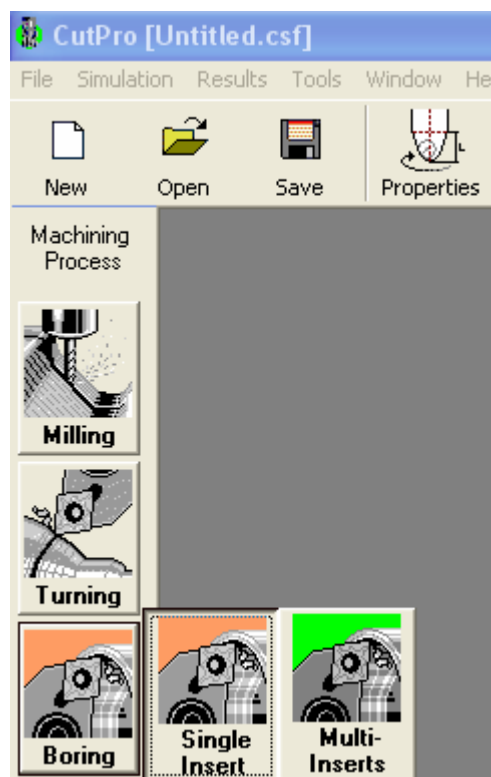 CutPro [Untitled.csf]
File Simulation Results Tools Window He
New Open Save Properties
L
Machining
Process
Milling
Turning
Boring
Single
Insert
Multi-
Inserts